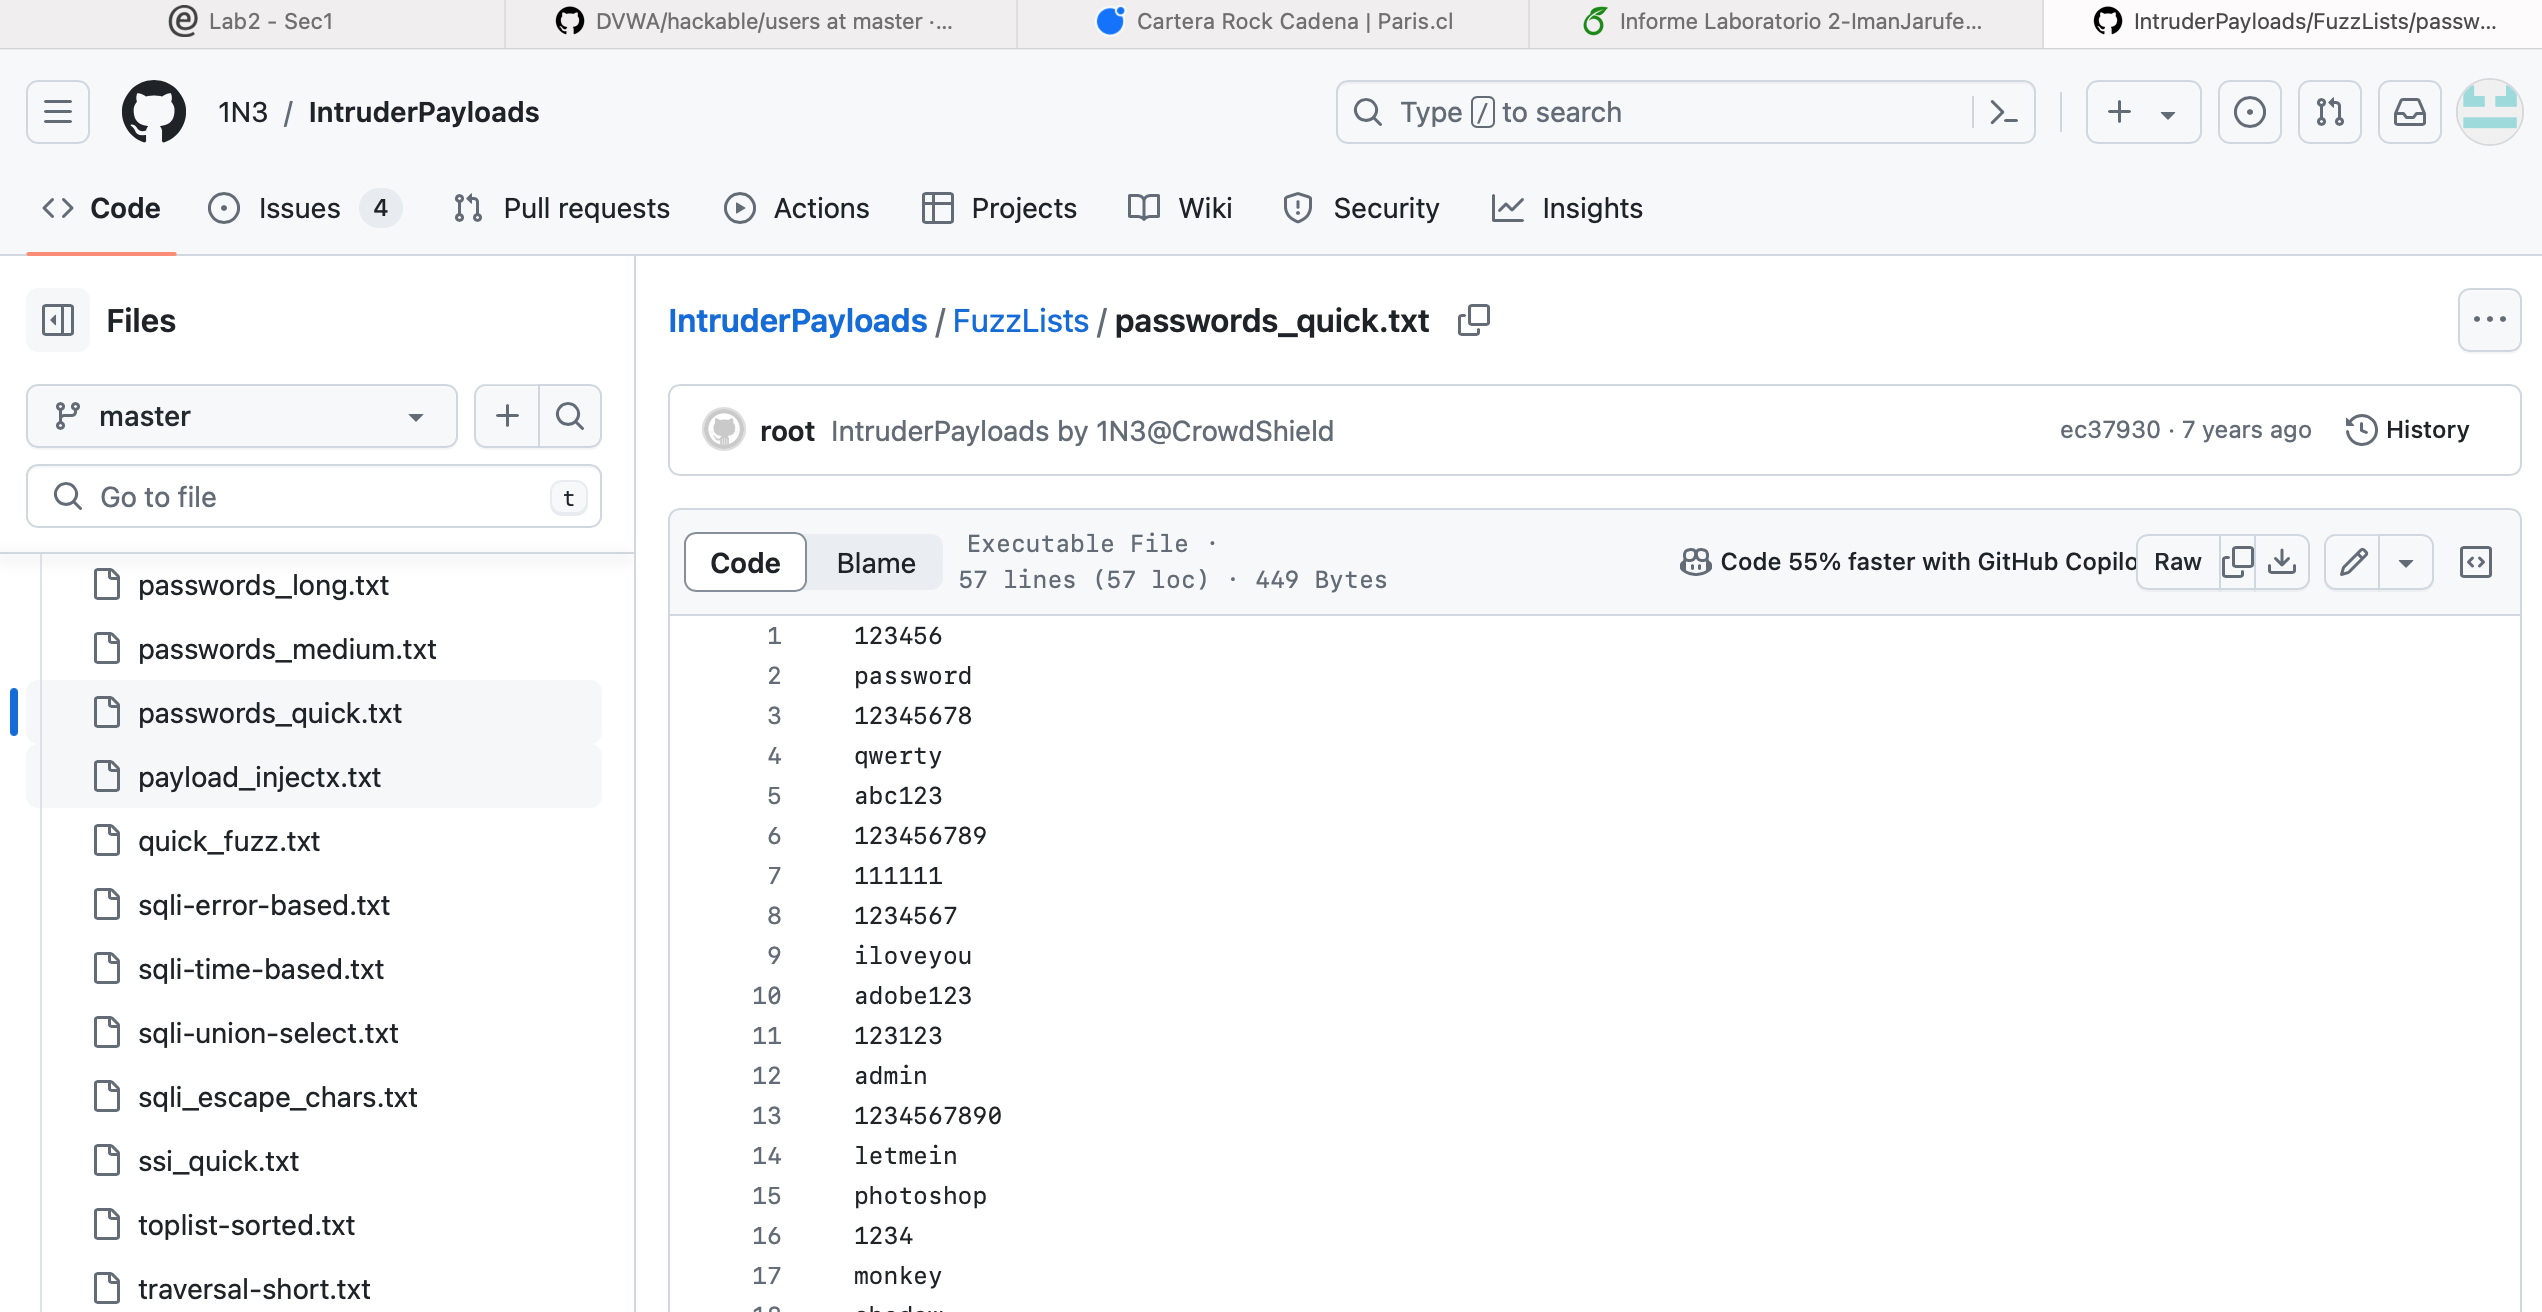 Lab2 - Sec1
DVWA/hackable/users at master ·...
Cartera Rock Cadena | Paris.cl
Informe Laboratorio 2-ImanJarufe...
IntruderPayloads/FuzzLists/passw...
1N3 / IntruderPayloads
Type / to search
Code
Issues 4
Pull requests
Actions
Projects
Wiki
Security
Insights
Files
master
Go to file
t
passwords_long.txt
passwords_medium.txt
passwords_quick.txt
payload_injectx.txt
quick_fuzz.txt
sqli-error-based.txt
sqli-time-based.txt
sqli-union-select.txt
sqli_escape_chars.txt
ssi_quick.txt
toplist-sorted.txt
traversal-short.txt
IntruderPayloads / FuzzLists / passwords_quick.txt
root IntruderPayloads by 1N3@CrowdShield
ec37930 · 7 years ago
History
Code
Blame
Executable File ·
57 lines (57 loc) · 449 Bytes
Code 55% faster with GitHub Copilo
Raw
1 123456
2 password
3 12345678
4 qwerty
5 abc123
6 123456789
7 111111
8 1234567
9 iloveyou
10 adobe123
11 123123
12 admin
13 1234567890
14 letmein
15 photoshop
16 1234
17 monkey